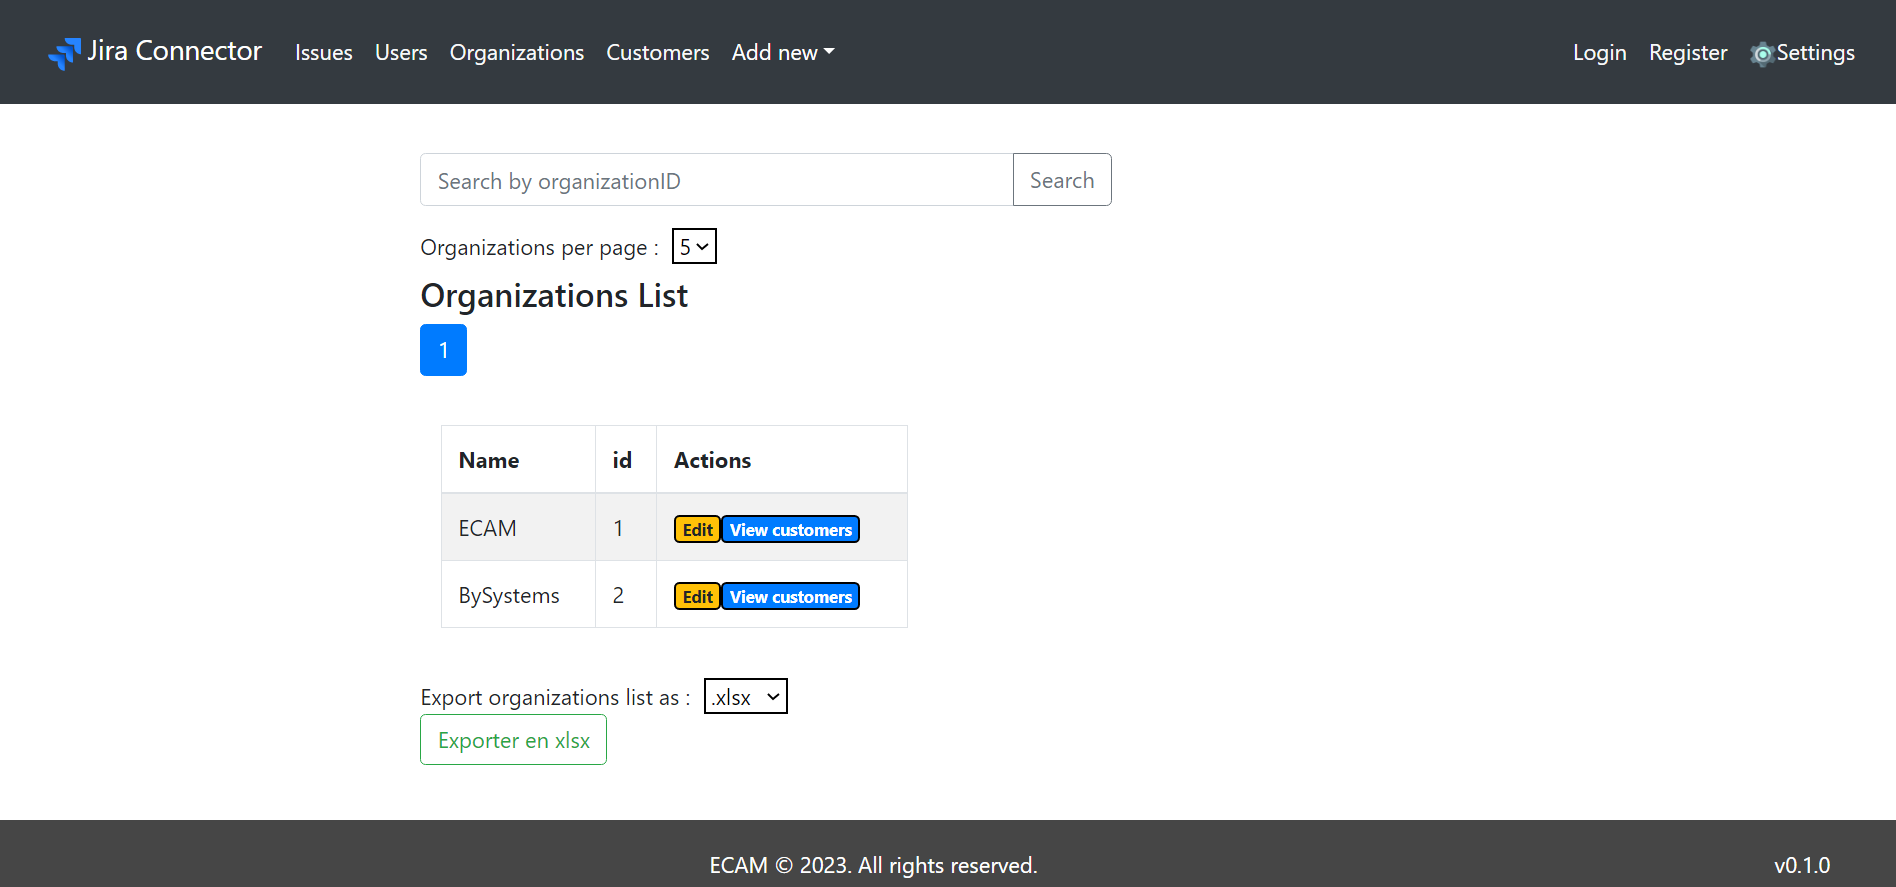 Jira Connector Issues Users Organizations Customers Add new Login Register Settings
Search by organizationID Search
Organizations per page : 5
Organizations List
1
Name id Actions
ECAM 1 Edit View customers
BySystems 2 Edit View customers
Export organizations list as : .xlsx
Exporter en xlsx
ECAM © 2023. All rights reserved. v0.1.0